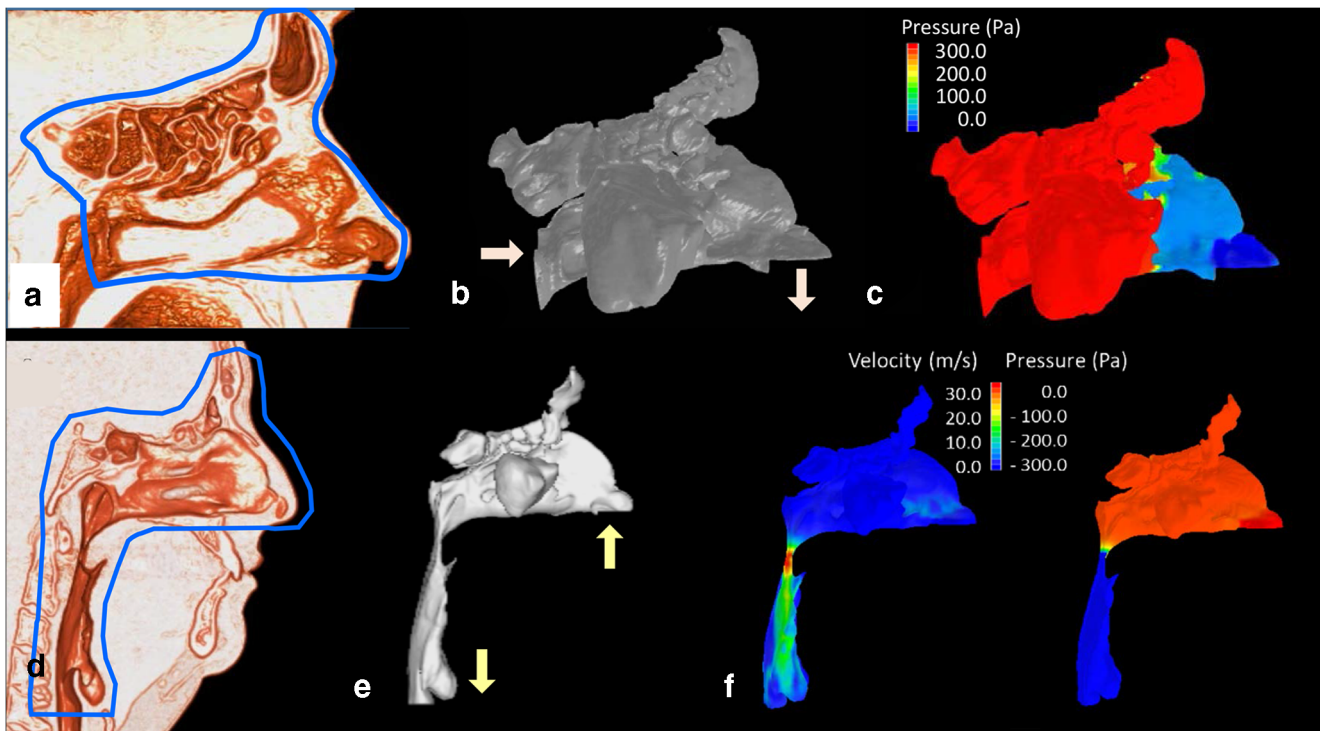 a
b
c
Pressure (Pa)
300.0
200.0
100.0
0.0
d
e
f
Velocity (m/s)
30.0
20.0
10.0
0.0
Pressure (Pa)
0.0
- 100.0
- 200.0
- 300.0